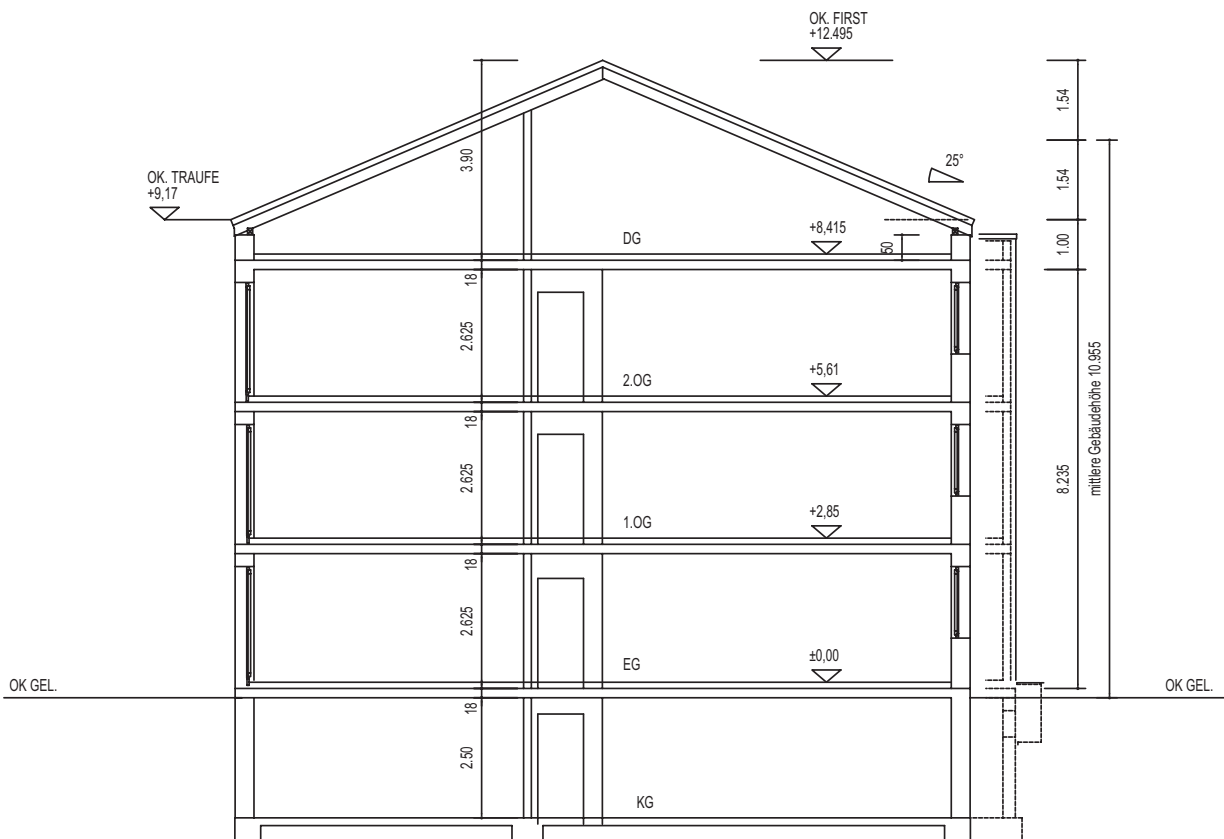 OK. FIRST
+12.495
1.54
3.90
25°
OK. TRAUFE
+9,17
1.54
DG
+8,415
50
1.00
18
2.625
2.OG
+5,61
mittlere Gebäudehöhe 10.955
18
2.625
8.235
1.OG
+2,85
18
2.625
EG
±0,00
OK GEL.
OK GEL.
18
2.50
KG